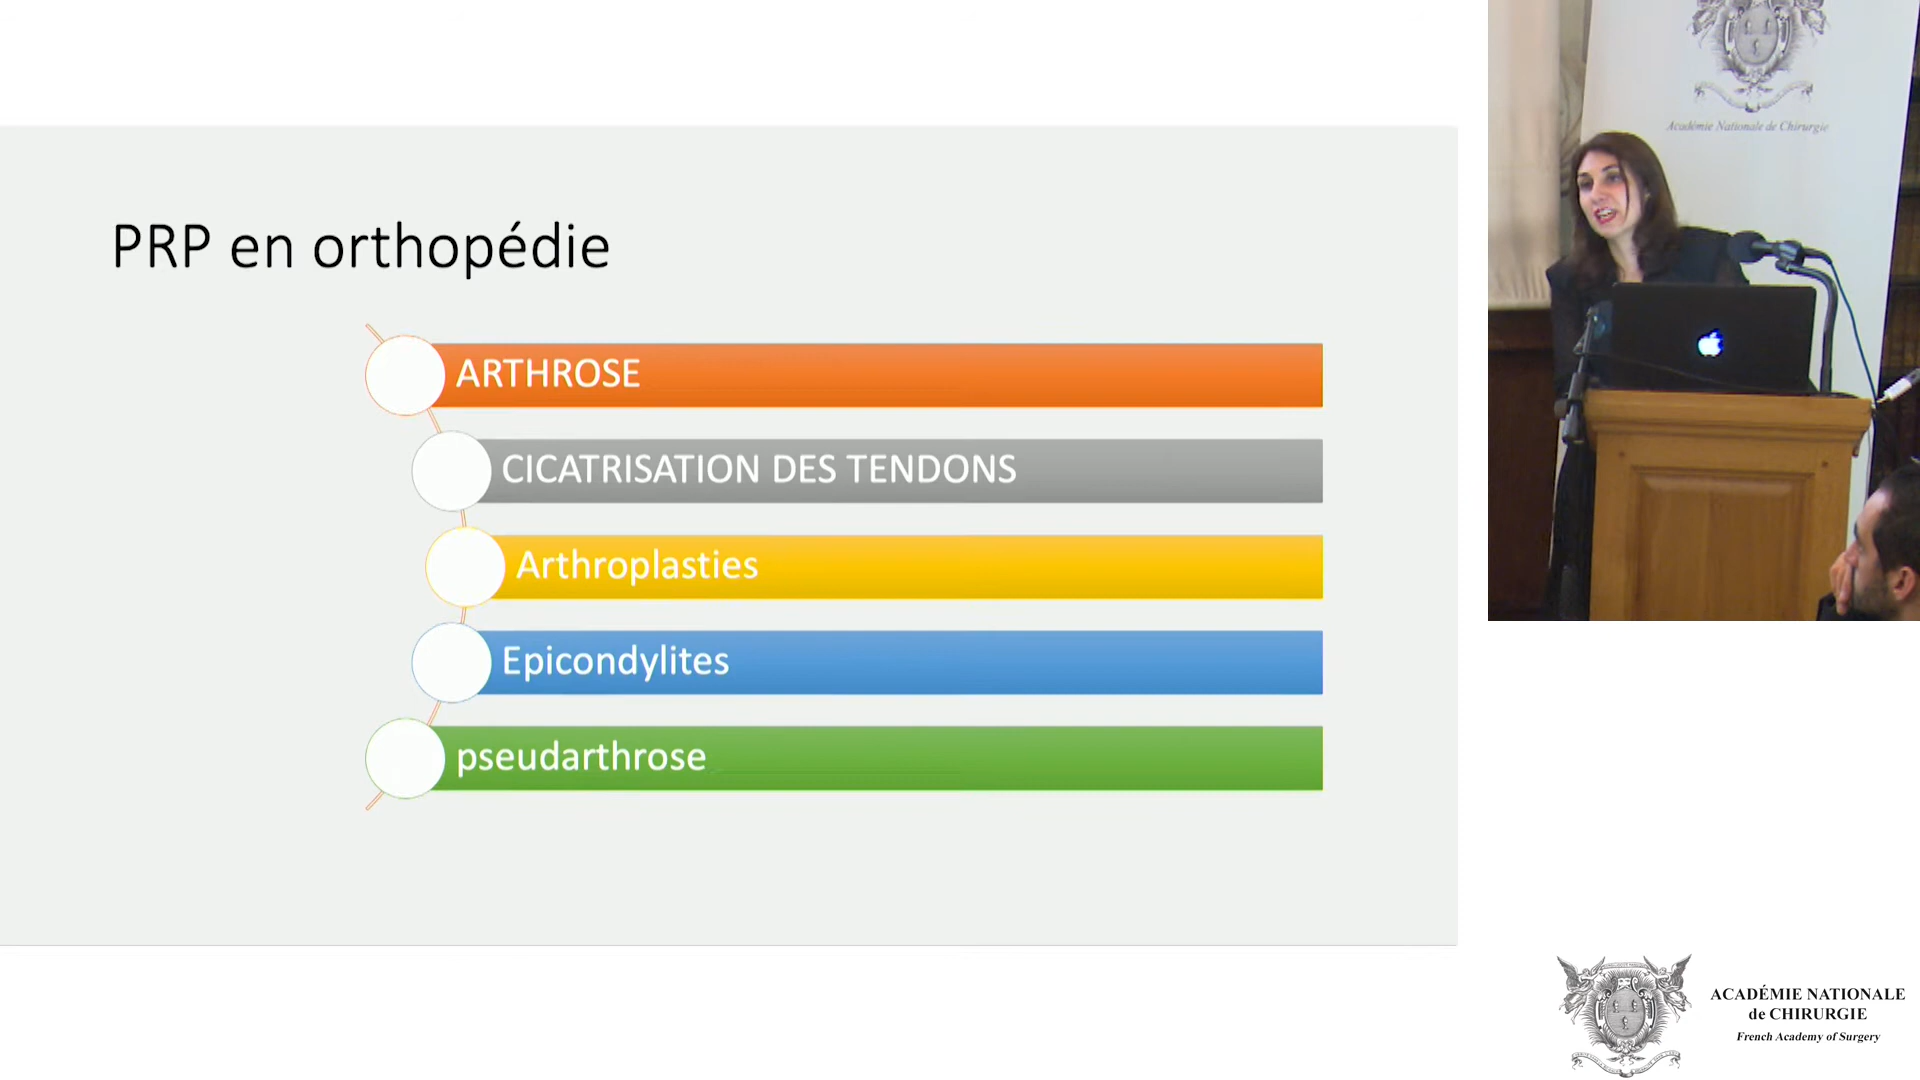 PRP en orthopédie
ARTHROSE
CICATRISATION DES TENDONS
Arthroplasties
Epicondylites
pseudarthrose
Académie Nationale de Chirurgie
ACADÉMIE NATIONALE
de CHIRURGIE
French Academy of Surgery